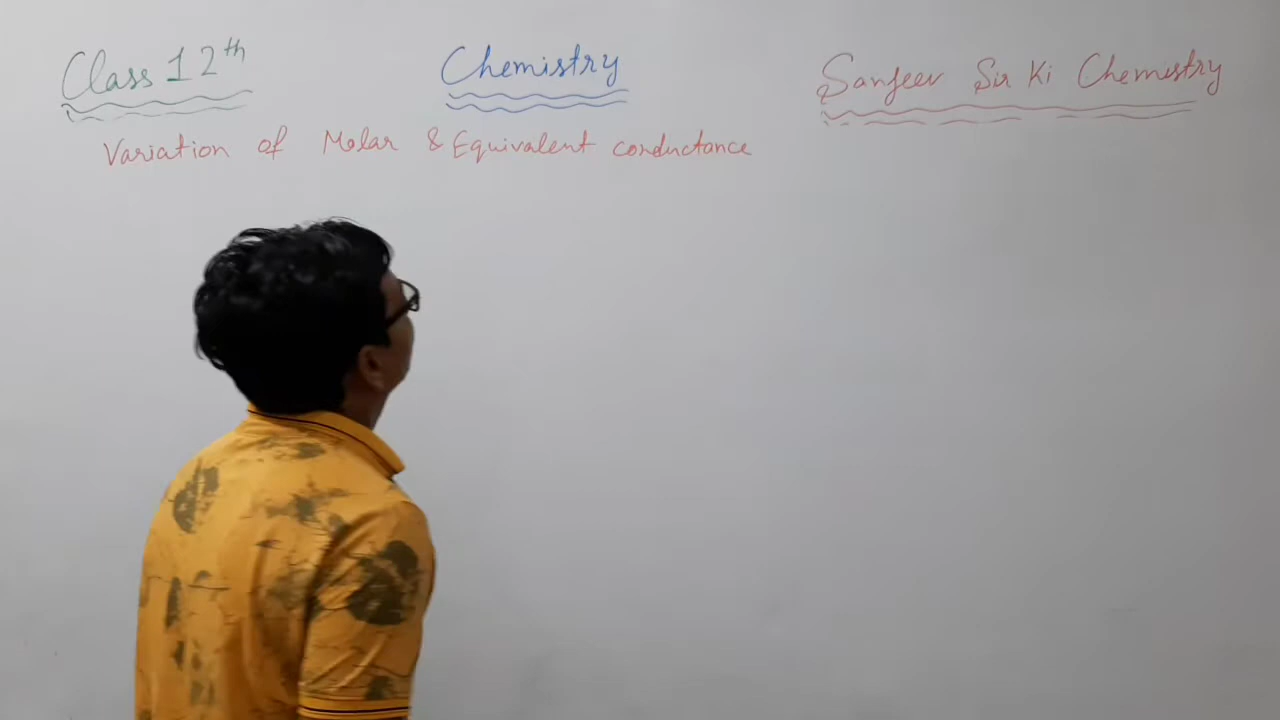 Class 12th Chemistry Sanjeev Sir Ki Chemistry
Variation of Molar & Equivalent conductance